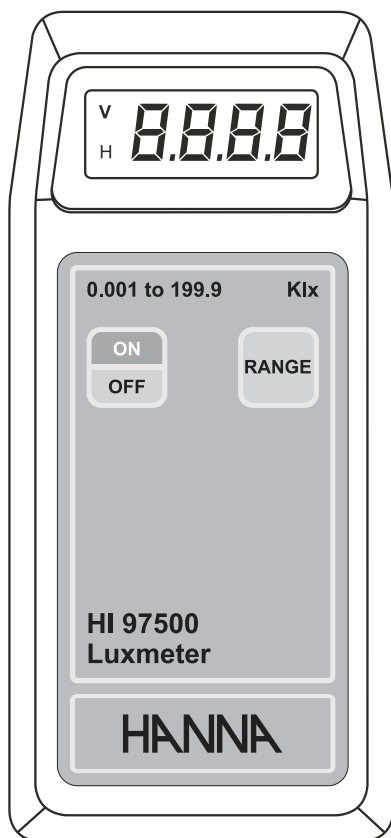 V
H 8.8.8.8
0.001 to 199.9 Klx
ON
OFF
RANGE
HI 97500
Luxmeter
HANNA